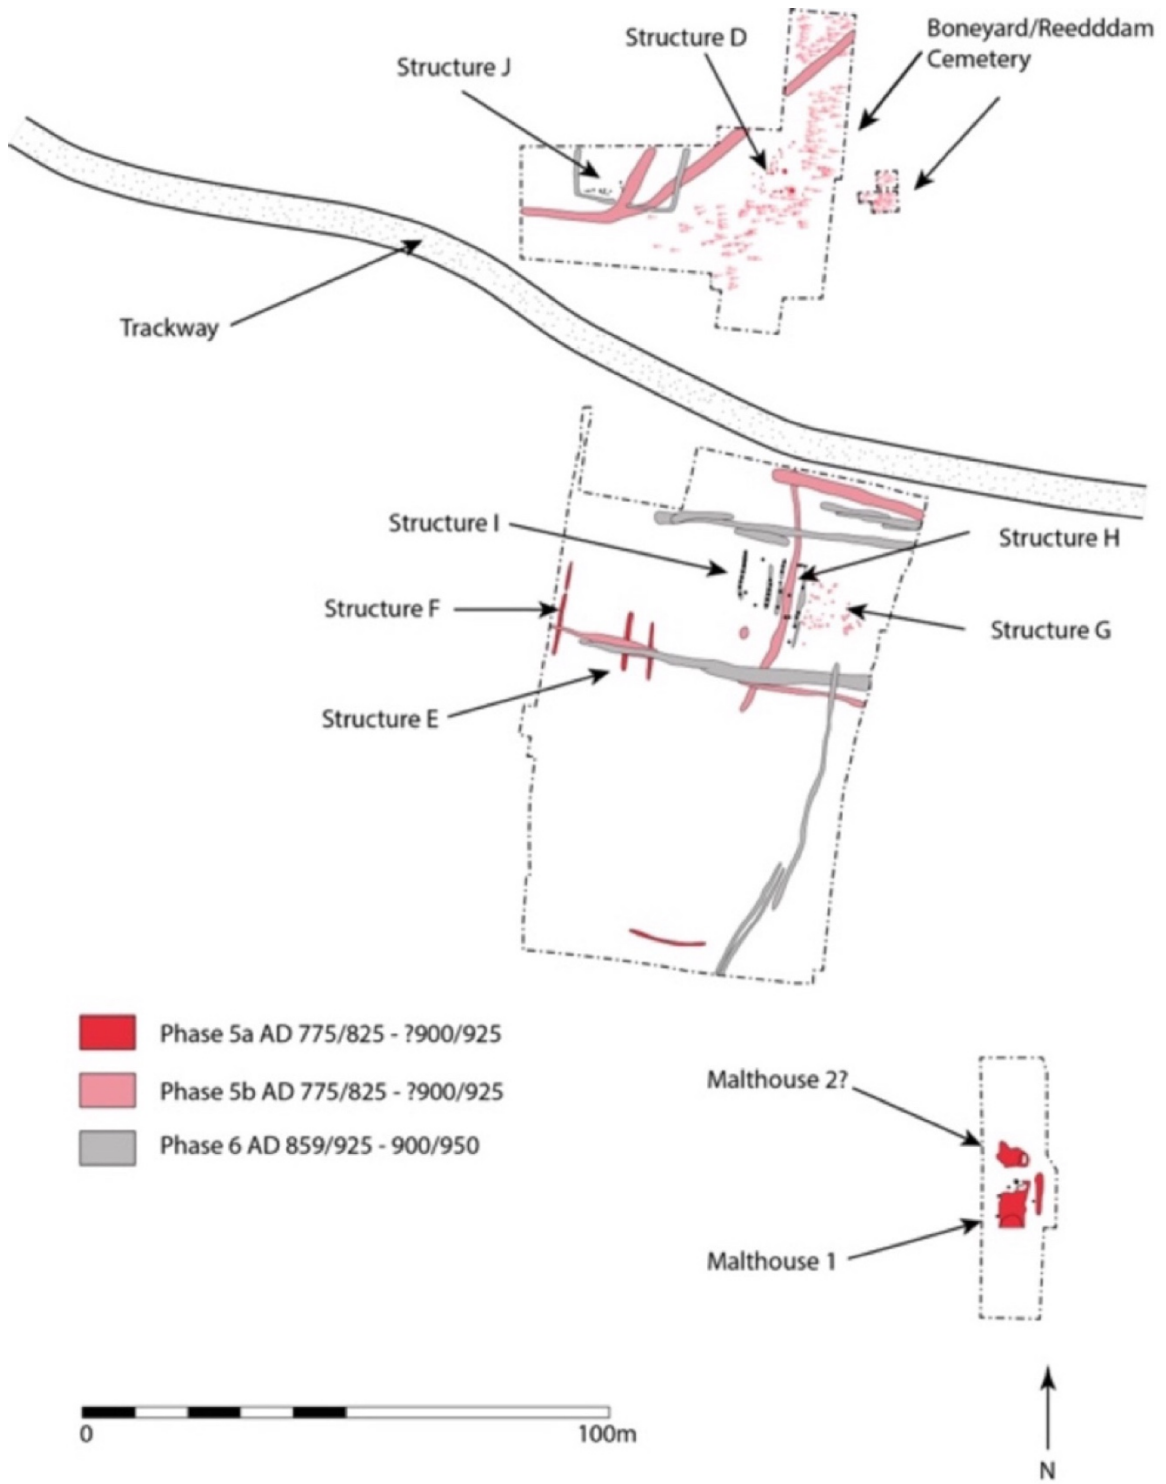 Structure D
Boneyard/Reedddam
Cemetery
Structure J
Trackway
Structure I
Structure H
Structure F
Structure G
Structure E
Phase 5a AD 775/825 - ?900/925
Phase 5b AD 775/825 - ?900/925
Phase 6 AD 859/925 - 900/950
Malthouse 2?
Malthouse 1
0
100m
N